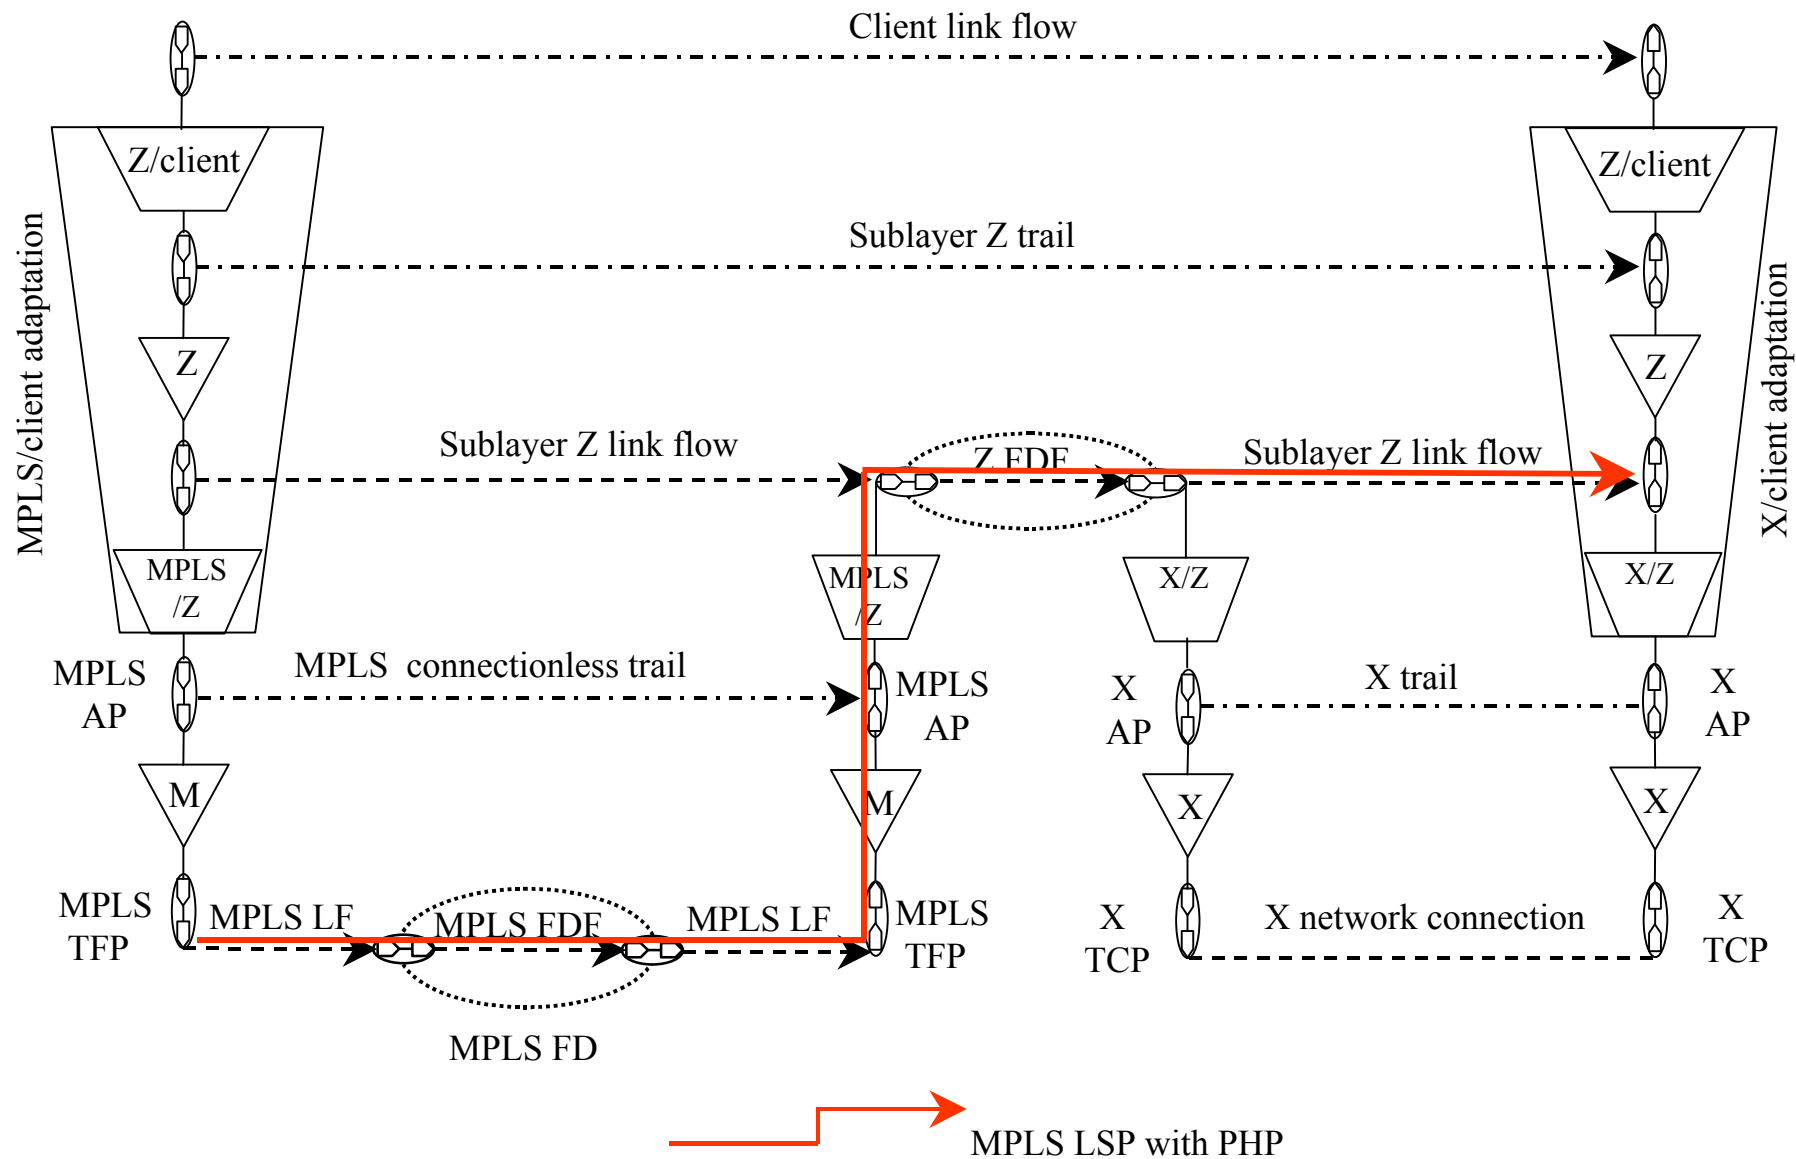 Client link flow
Z/client
Z/client
MPLS/client adaptation
Sublayer Z trail
X/client adaptation
Z
Z
Sublayer Z link flow
Z FDF
Sublayer Z link flow
MPLS
/Z
MPLS
/Z
X/Z
X/Z
MPLS
AP
MPLS connectionless trail
MPLS
AP
X
AP
X trail
X
AP
M
M
X
X
MPLS
TFP
MPLS LF
MPLS FDF
MPLS LF
MPLS
TFP
X
TCP
X network connection
X
TCP
MPLS FD
MPLS LSP with PHP